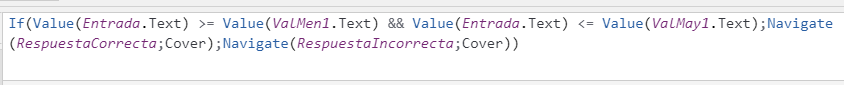 If(Value(Entrada.Text) >= Value(ValMen1.Text) && Value(Entrada.Text) <= Value(ValMay1.Text);Navigate
(RespuestaCorrecta;Cover);Navigate(RespuestaIncorrecta;Cover))